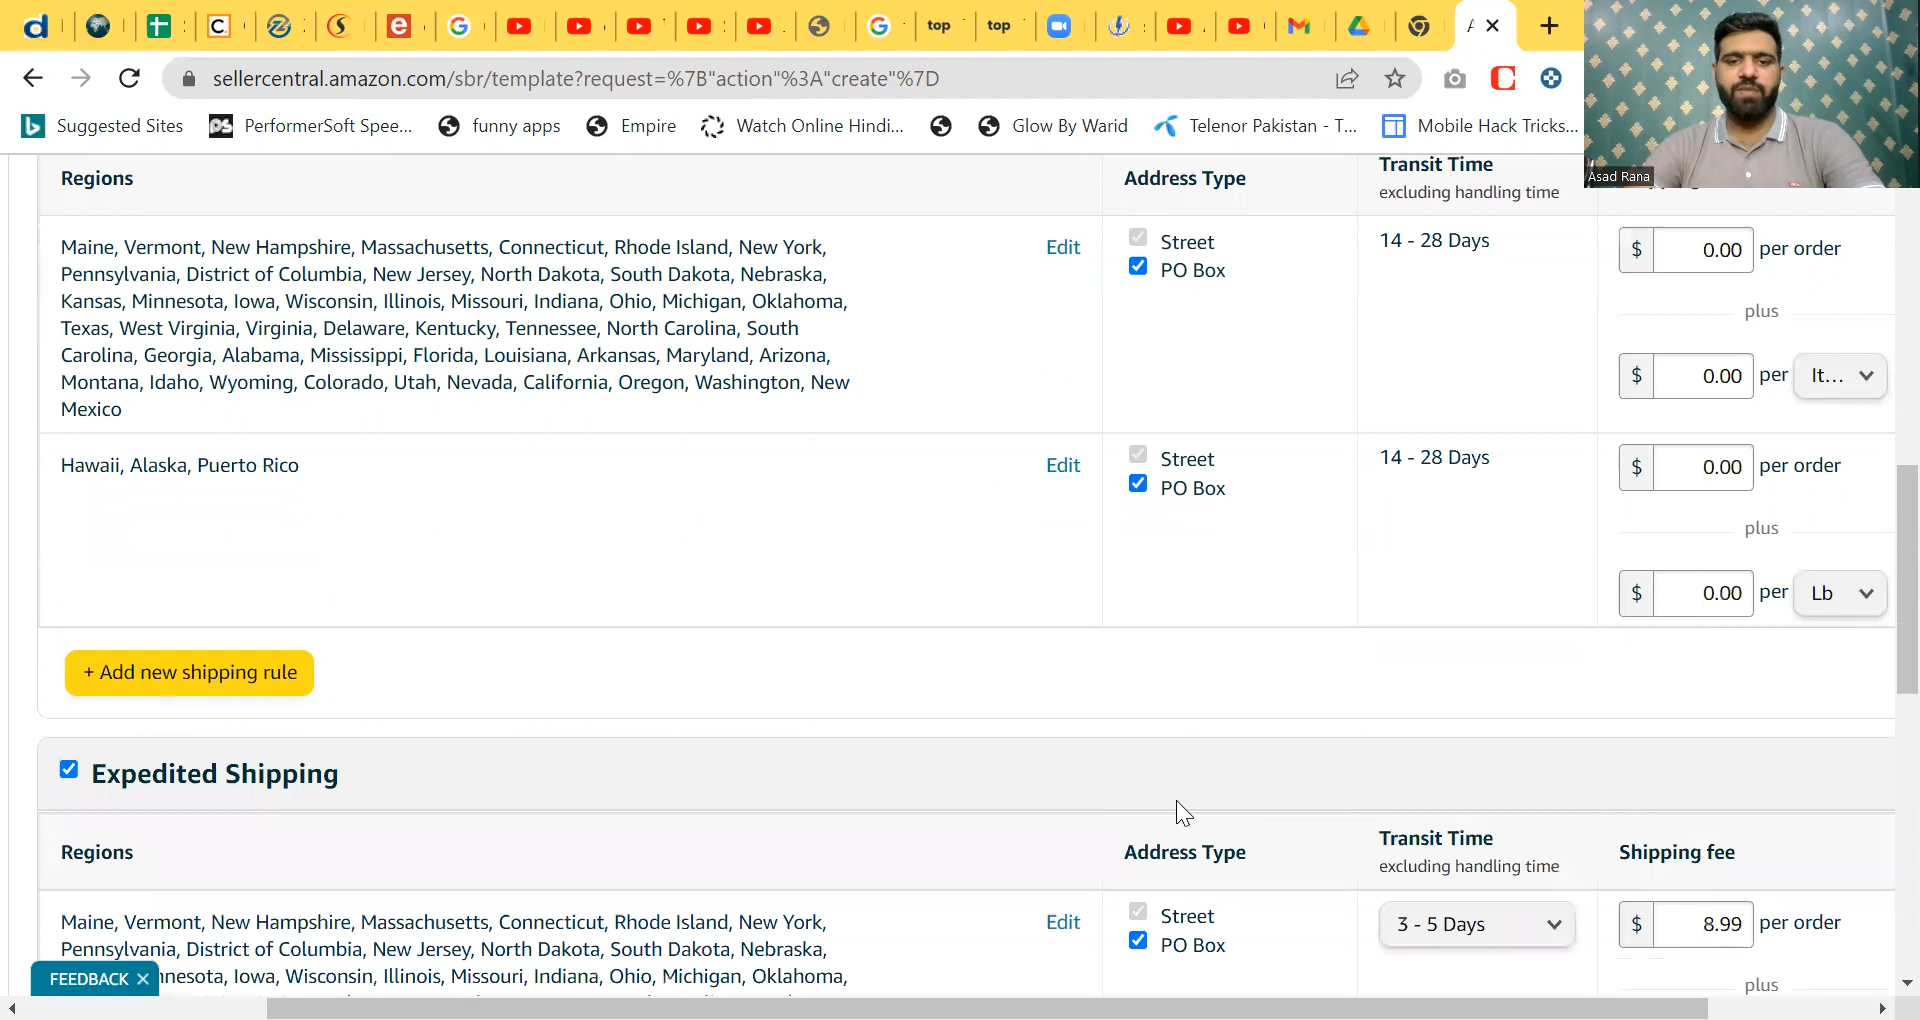 top
top
sellercentral.amazon.com/sbr/template?request=%7B"action"%3A"create"%7D
Suggested Sites
PerformerSoft Spee...
funny apps
Empire
Watch Online Hindi...
Glow By Warid
Telenor Pakistan - T...
Mobile Hack Tricks...
Asad Rana
Regions
Address Type
Transit Time
excluding handling time
Maine, Vermont, New Hampshire, Massachusetts, Connecticut, Rhode Island, New York,
Pennsylvania, District of Columbia, New Jersey, North Dakota, South Dakota, Nebraska,
Kansas, Minnesota, Iowa, Wisconsin, Illinois, Missouri, Indiana, Ohio, Michigan, Oklahoma,
Texas, West Virginia, Virginia, Delaware, Kentucky, Tennessee, North Carolina, South
Carolina, Georgia, Alabama, Mississippi, Florida, Louisiana, Arkansas, Maryland, Arizona,
Montana, Idaho, Wyoming, Colorado, Utah, Nevada, California, Oregon, Washington, New
Mexico
Edit
Street
PO Box
14 - 28 Days
$ 0.00 per order
plus
$ 0.00 per It...
Hawaii, Alaska, Puerto Rico
Edit
Street
PO Box
14 - 28 Days
$ 0.00 per order
plus
$ 0.00 per Lb
+ Add new shipping rule
Expedited Shipping
Regions
Address Type
Transit Time
excluding handling time
Shipping fee
Maine, Vermont, New Hampshire, Massachusetts, Connecticut, Rhode Island, New York,
Pennsylvania, District of Columbia, New Jersey, North Dakota, South Dakota, Nebraska,
nnesota, Iowa, Wisconsin, Illinois, Missouri, Indiana, Ohio, Michigan, Oklahoma,
Edit
Street
PO Box
3 - 5 Days
$ 8.99 per order
plus
FEEDBACK